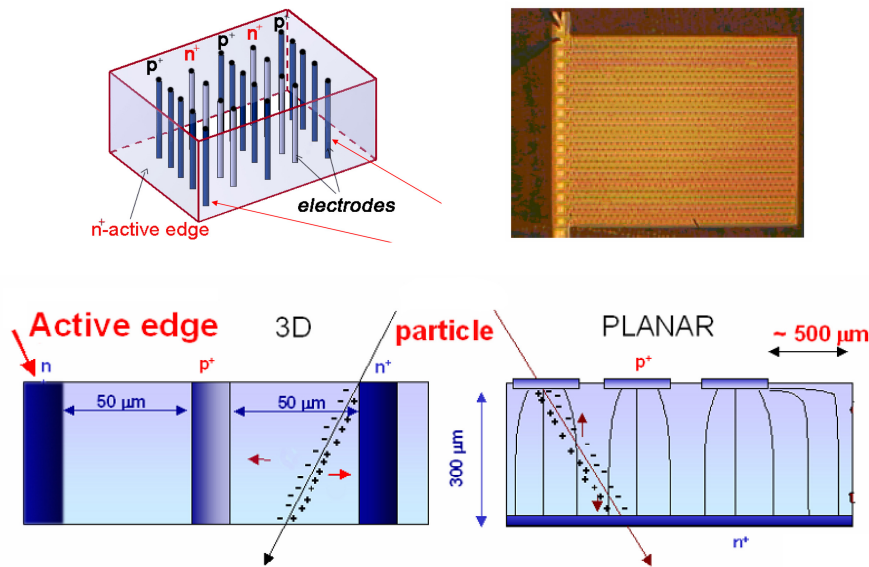 p+ n+ p+ n+ p+
electrodes
n+-active edge
Active edge 3D particle PLANAR ~ 500 µm
n p+ n+ p+
50 µm 50 µm
300 µm
n+